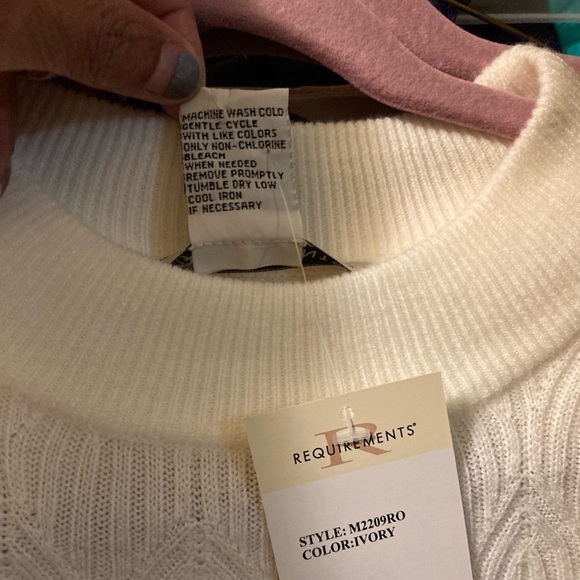 MACHINE WASH COLD
GENTLE CYCLE
WITH LIKE COLORS
ONLY NON-CHLORINE
BLEACH
WHEN NEEDED
REMOVE PROMPTLY
TUMBLE DRY LOW
COOL IRON
IF NECESSARY
R
REQUIREMENTS®
STYLE: M2209RO
COLOR:IVORY